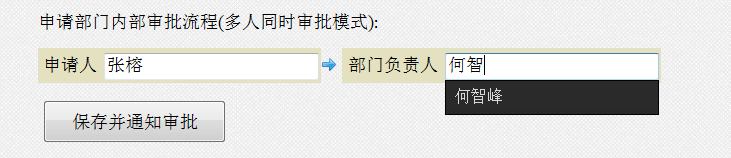 申请部门内部审批流程(多人同时审批模式):
申请人 张榕 部门负责人 何智
何智峰
保存并通知审批